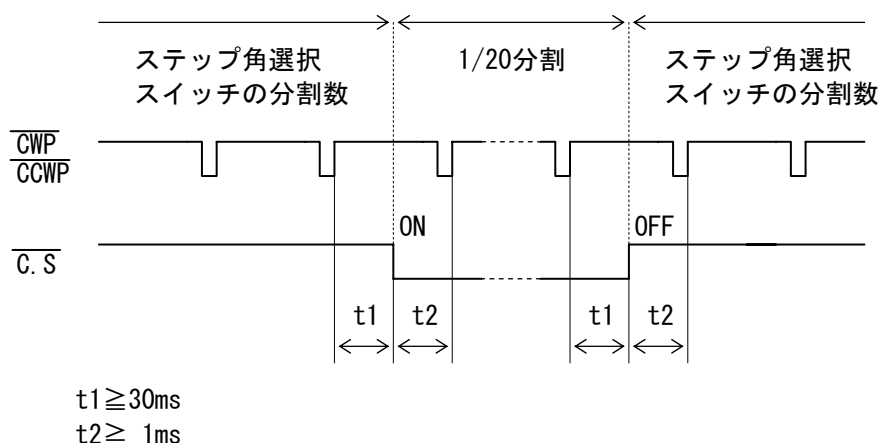 ステップ角選択
スイッチの分割数
1/20分割
ステップ角選択
スイッチの分割数
CWP
CCWP
ON
OFF
C.S
t1
t2
t1
t2
t1≧30ms
t2≧ 1ms